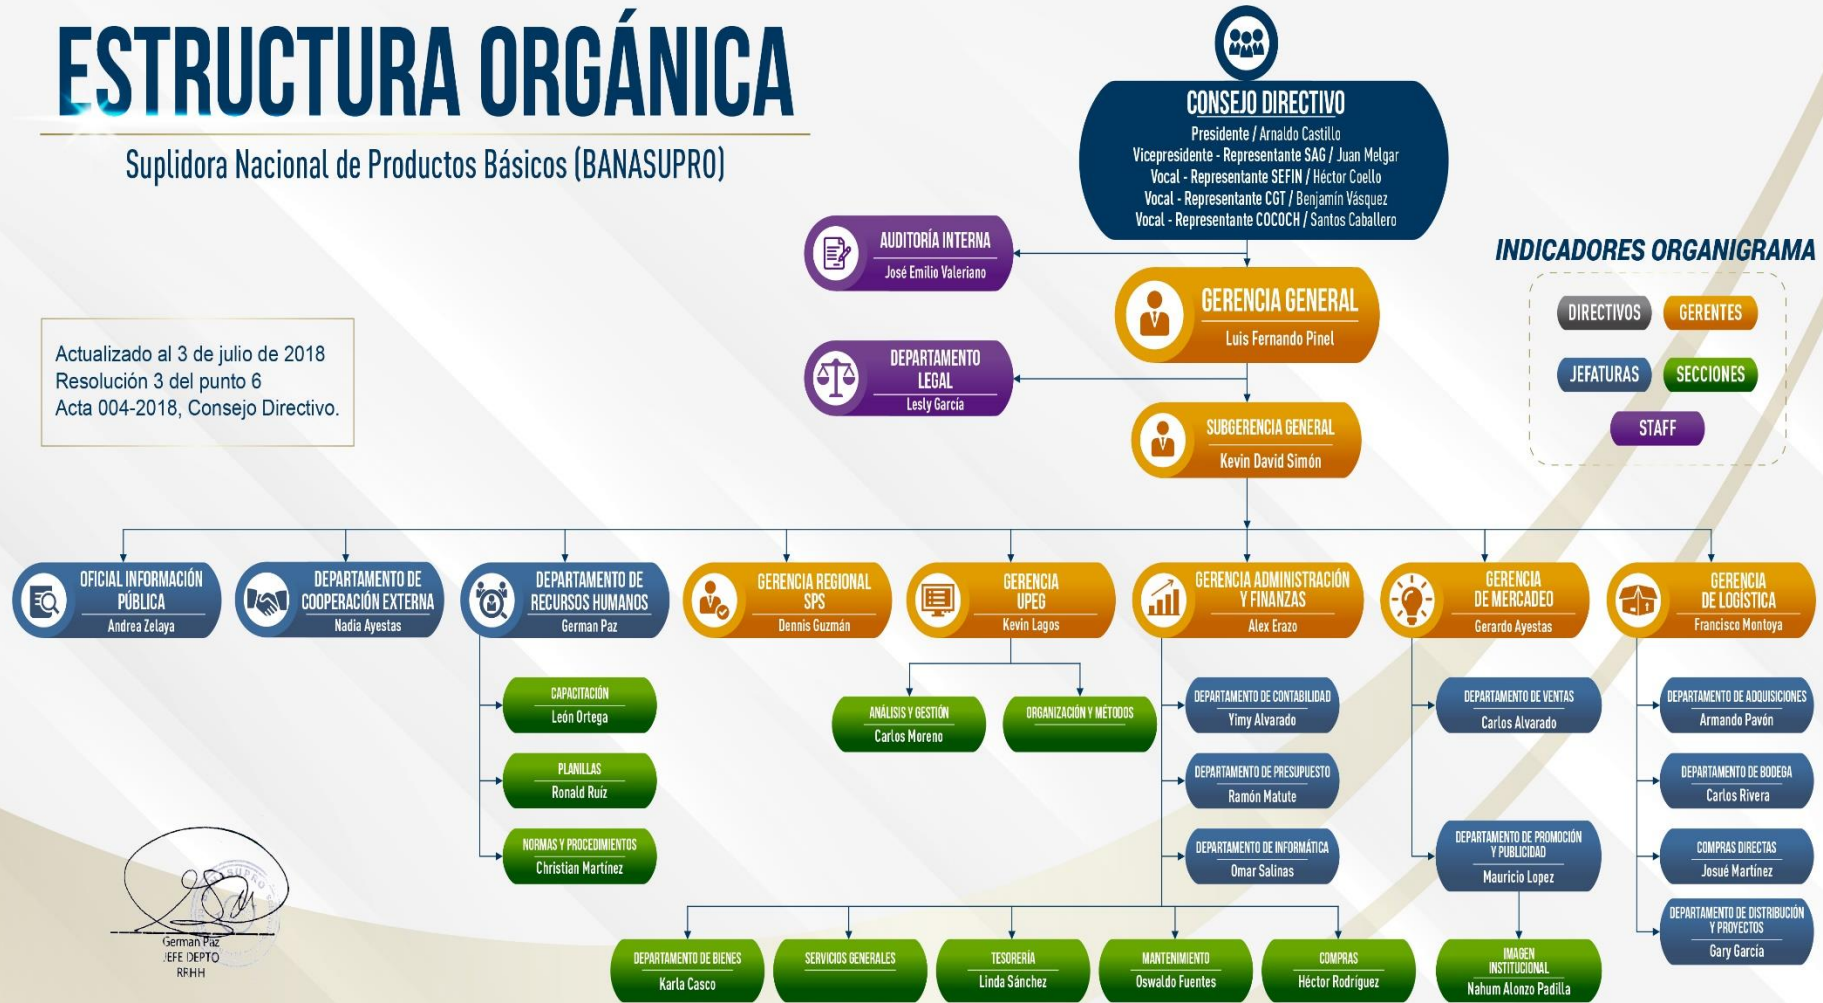 ESTRUCTURA ORGÁNICA
Suplidora Nacional de Productos Básicos (BANASUPRO)
Actualizado al 3 de julio de 2018
Resolución 3 del punto 6
Acta 004-2018, Consejo Directivo.
CONSEJO DIRECTIVO
Presidente / Arnaldo Castillo
Vicepresidente - Representante SAG / Juan Melgar
Vocal - Representante SEFIN / Héctor Coello
Vocal - Representante CGT / Benjamín Vásquez
Vocal - Representante COCOCH / Santos Caballero
AUDITORÍA INTERNA
José Emilio Valeriano
GERENCIA GENERAL
Luis Fernando Pinel
DEPARTAMENTO
LEGAL
Lesly García
SUBGERENCIA GENERAL
Kevin David Simón
INDICADORES ORGANIGRAMA
DIRECTIVOS
GERENTES
JEFATURAS
SECCIONES
STAFF
OFICIAL INFORMACIÓN
PÚBLICA
Andrea Zelaya
DEPARTAMENTO DE
COOPERACIÓN EXTERNA
Nadia Ayestas
DEPARTAMENTO DE
RECURSOS HUMANOS
German Paz
GERENCIA REGIONAL
SPS
Dennis Guzmán
GERENCIA
UPEG
Kevin Lagos
GERENCIA ADMINISTRACIÓN
Y FINANZAS
Alex Erazo
GERENCIA
DE MERCADEO
Gerardo Ayestas
GERENCIA
DE LOGÍSTICA
Francisco Montoya
CAPACITACIÓN
León Ortega
PLANILLAS
Ronald Ruíz
NORMAS Y PROCEDIMIENTOS
Christian Martínez
ANÁLISIS Y GESTIÓN
Carlos Moreno
ORGANIZACIÓN Y MÉTODOS
DEPARTAMENTO DE CONTABILIDAD
Yimy Alvarado
DEPARTAMENTO DE PRESUPUESTO
Ramón Matute
DEPARTAMENTO DE INFORMÁTICA
Omar Salinas
DEPARTAMENTO DE VENTAS
Carlos Alvarado
DEPARTAMENTO DE PROMOCIÓN
Y PUBLICIDAD
Mauricio Lopez
DEPARTAMENTO DE ADQUISICIONES
Armando Pavón
DEPARTAMENTO DE BODEGA
Carlos Rivera
COMPRAS DIRECTAS
Josué Martínez
DEPARTAMENTO DE DISTRIBUCIÓN
Y PROYECTOS
Gary García
DEPARTAMENTO DE BIENES
Karla Casco
SERVICIOS GENERALES
TESORERÍA
Linda Sánchez
MANTENIMIENTO
Oswaldo Fuentes
COMPRAS
Héctor Rodríguez
IMAGEN
INSTITUCIONAL
Nahum Alonzo Padilla
German Paz
JEFE DEPTO
RRHH